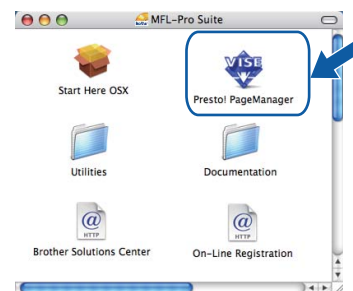 MFL-Pro Suite
VISE
Start Here OSX
Presto! PageManager
Utilities
Documentation
@
HTTP
@
HTTP
Brother Solutions Center
On-Line Registration